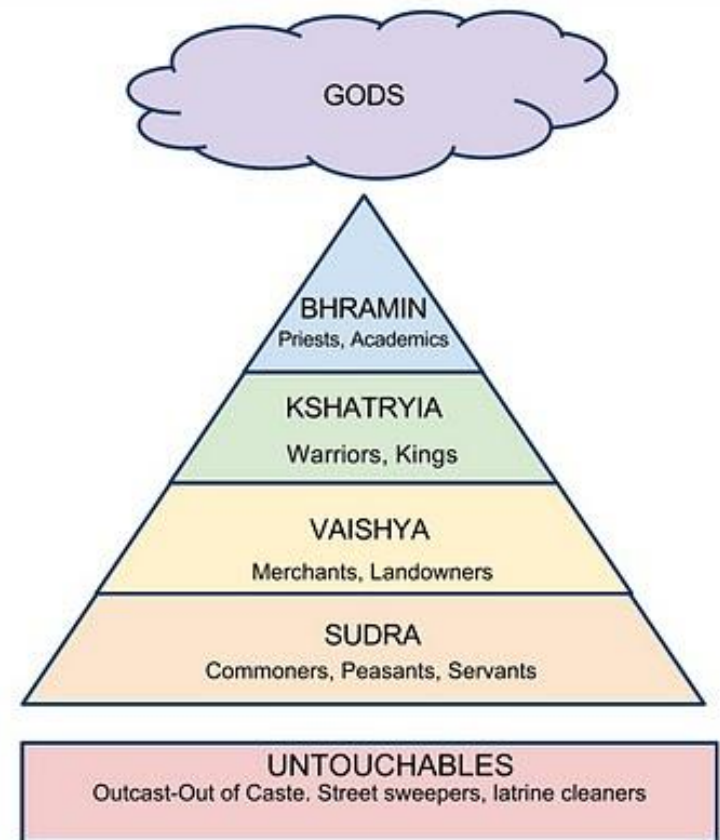 GODS
BHRAMIN
Priests, Academics
KSHATRYIA
Warriors, Kings
VAISHYA
Merchants, Landowners
SUDRA
Commoners, Peasants, Servants
UNTOUCHABLES
Outcast-Out of Caste. Street sweepers, latrine cleaners